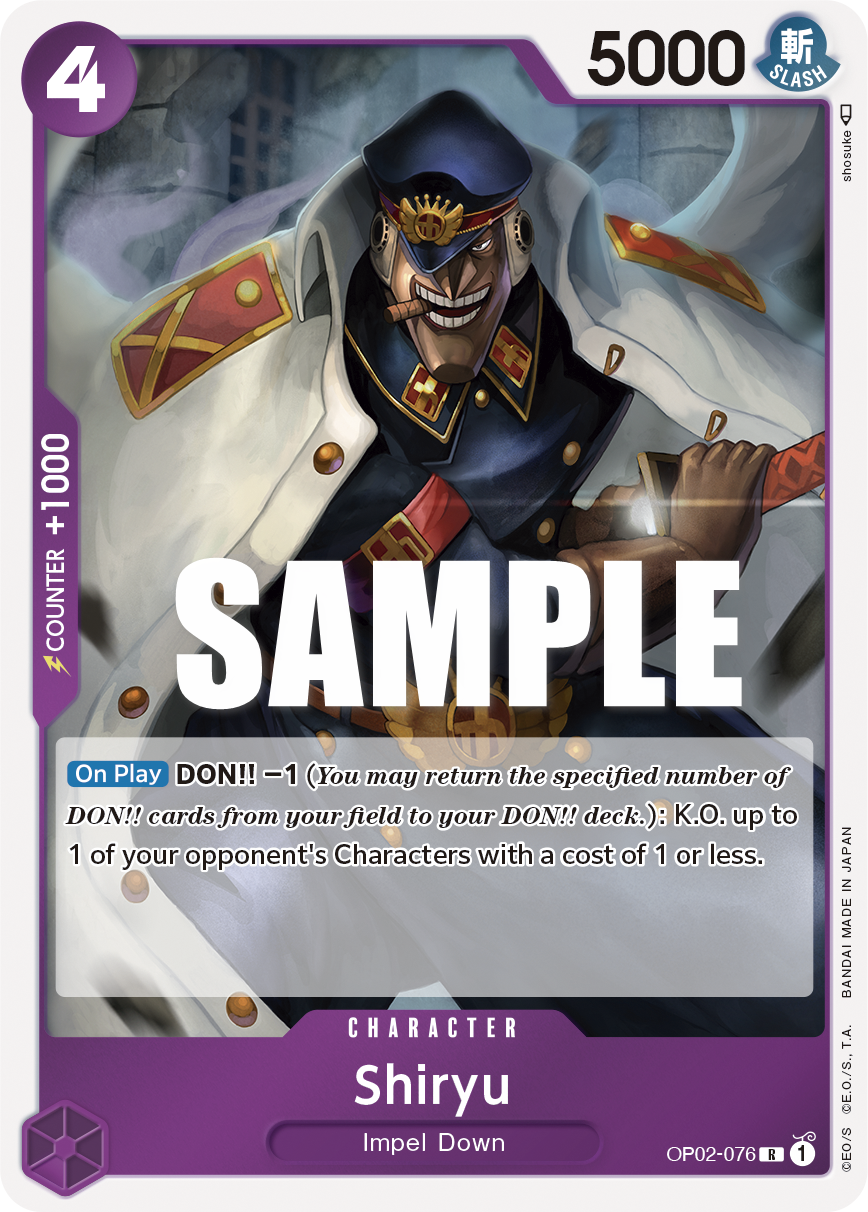 4
5000
斬
SLASH
shosuke
COUNTER +1000
SAMPLE
On Play DON!! −1 (You may return the specified number of
DON!! cards from your field to your DON!! deck.): K.O. up to
1 of your opponent's Characters with a cost of 1 or less.
CHARACTER
Shiryu
Impel Down
OP02-076 R 1
©EO/S ©E.O./S., T.A. BANDAI MADE IN JAPAN